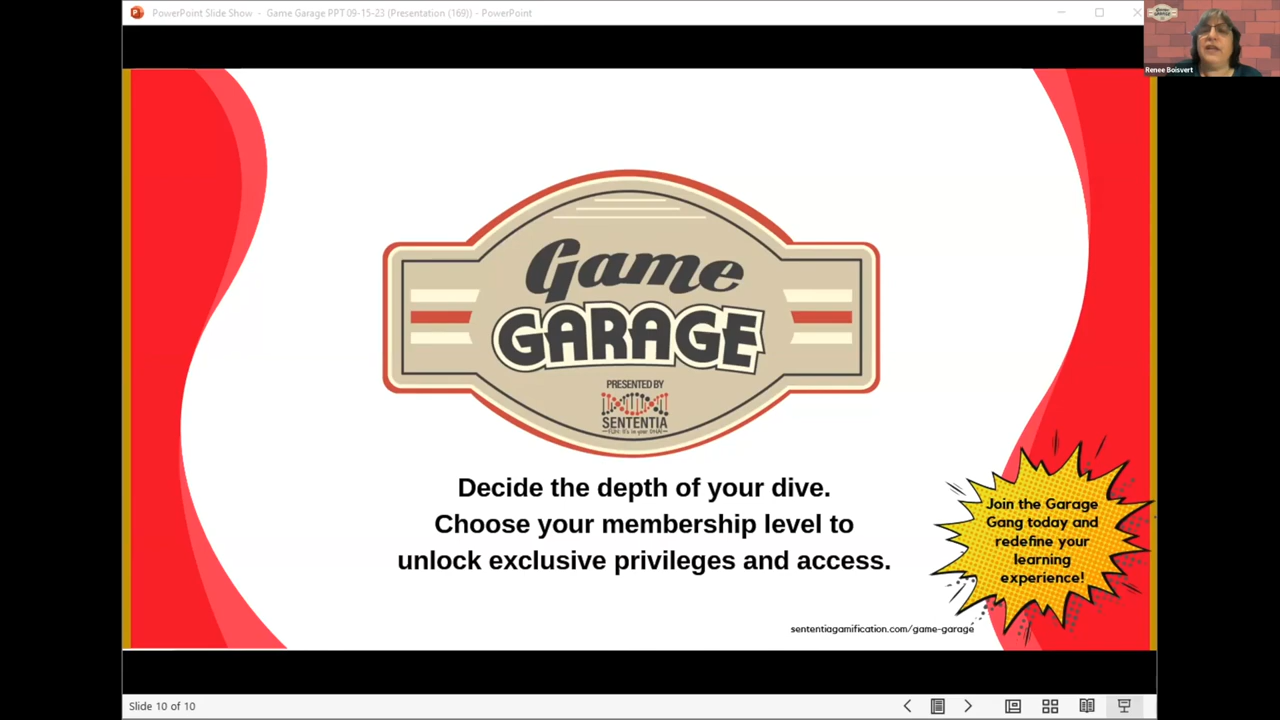 PowerPoint Slide Show - Game Garage PPT 09-15-23 (Presentation (169)) - PowerPoint
GARAGE
Renee Boisvert
Game
GARAGE
PRESENTED BY
SENTENTIA
Decide the depth of your dive.
Choose your membership level to
unlock exclusive privileges and access.
Join the Garage
Gang today and
redefine your
learning
experience!
sententiagamification.com/game-garage
Slide 10 of 10